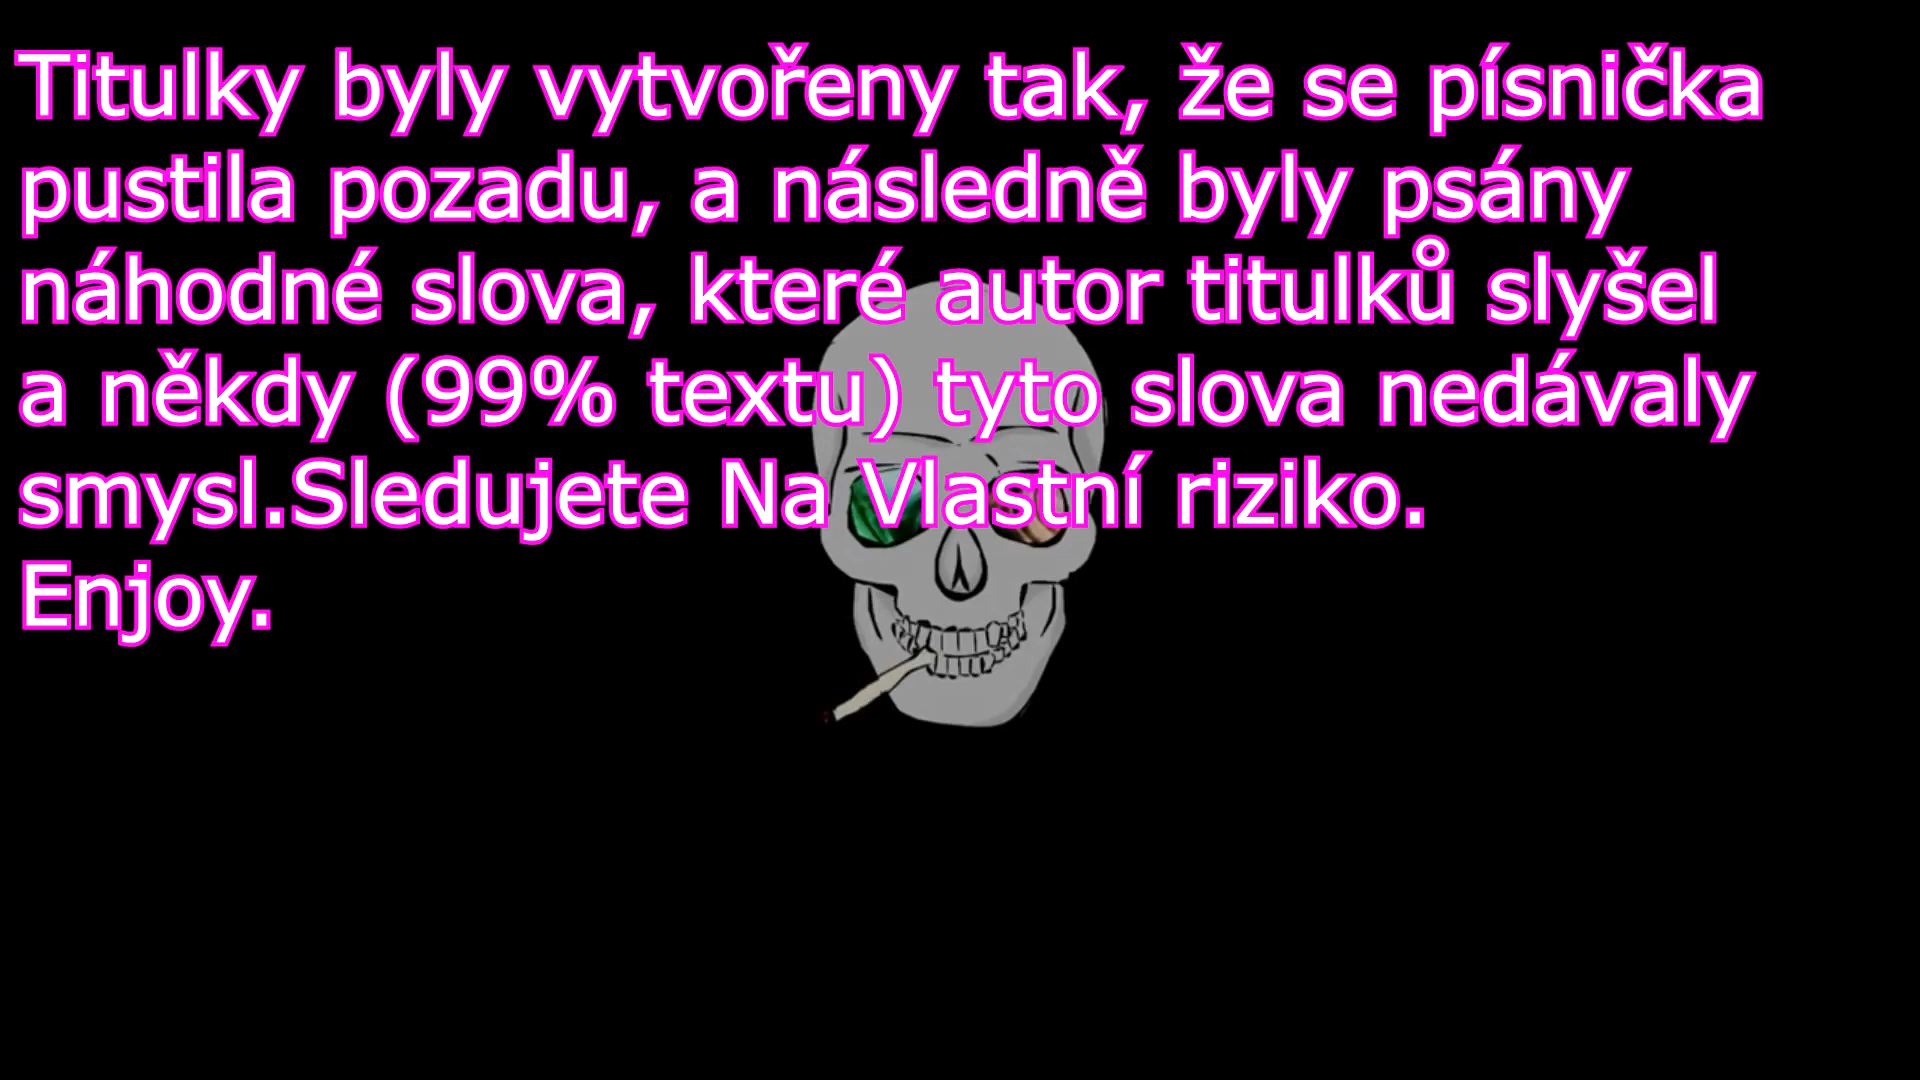 Titulky byly vytvořeny tak, že se písnička
pustila pozadu, a následně byly psány
náhodné slova, které autor titulků slyšel
a někdy (99% textu) tyto slova nedávaly
smysl.Sledujete Na Vlastní riziko.
Enjoy.